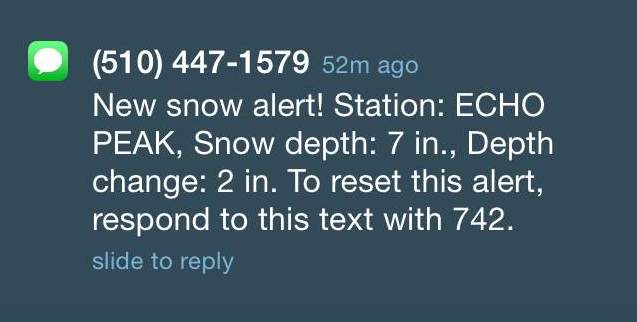 (510) 447-1579 52m ago
New snow alert! Station: ECHO
PEAK, Snow depth: 7 in., Depth
change: 2 in. To reset this alert,
respond to this text with 742.
slide to reply